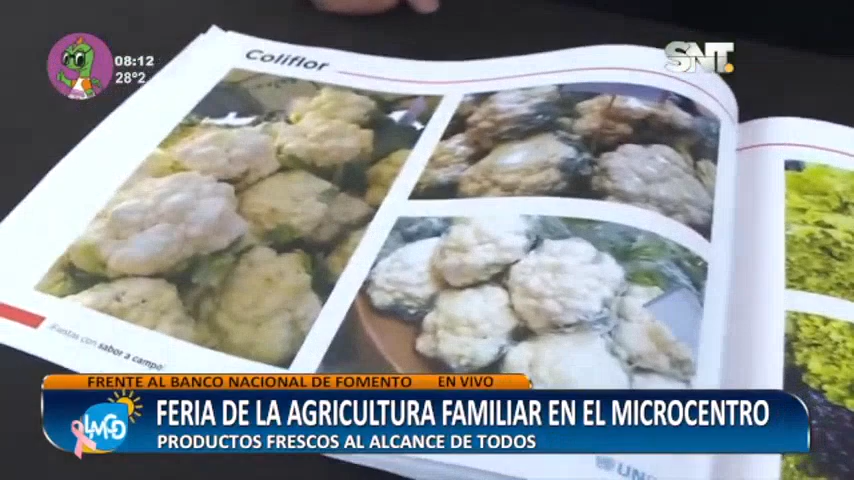 Coliflor
SNT.
08:12
28°2
¡Fiestas con sabor a campo!
FRENTE AL BANCO NACIONAL DE FOMENTO EN VIVO
LMCD
FERIA DE LA AGRICULTURA FAMILIAR EN EL MICROCENTRO
PRODUCTOS FRESCOS AL ALCANCE DE TODOS